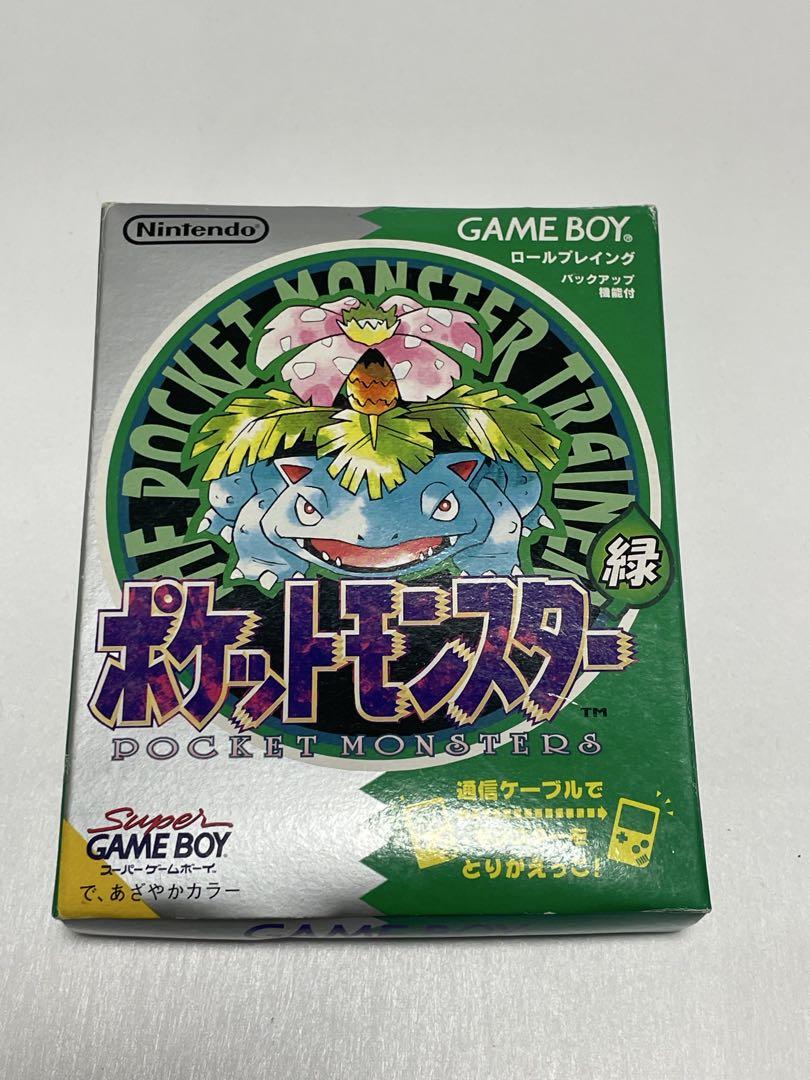 Nintendo
GAME BOY®
ロールプレイング
バックアップ
機能付
THE POCKET MONSTER TRAINER
緑
ポケットモンスター
TM
POCKET MONSTERS
通信ケーブルで
とりかえっこ!
Super
GAME BOY
スーパーゲームボーイ
で、あざやかカラー
GAME BOY